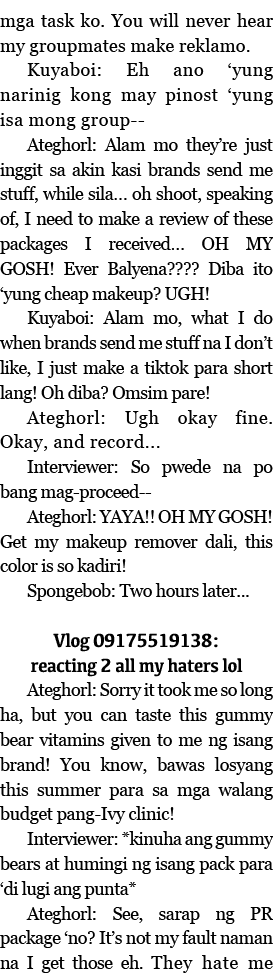 mga task ko. You will never hear
my groupmates make reklamo.
Kuyaboi: Eh ano ‘yung
narinig kong may pinost ‘yung
isa mong group--
Ateghorl: Alam mo they’re just
inggit sa akin kasi brands send me
stuff, while sila... oh shoot, speaking
of, I need to make a review of these
packages I received... OH MY
GOSH! Ever Balyena???? Diba ito
‘yung cheap makeup? UGH!
Kuyaboi: Alam mo, what I do
when brands send me stuff na I don’t
like, I just make a tiktok para short
lang! Oh diba? Omsim pare!
Ateghorl: Ugh okay fine.
Okay, and record...
Interviewer: So pwede na po
bang mag-proceed--
Ateghorl: YAYA!! OH MY GOSH!
Get my makeup remover dali, this
color is so kadiri!
Spongebob: Two hours later...
Vlog 09175519138:
reacting 2 all my haters lol
Ateghorl: Sorry it took me so long
ha, but you can taste this gummy
bear vitamins given to me ng isang
brand! You know, bawas losyang
this summer para sa mga walang
budget pang-Ivy clinic!
Interviewer: *kinuha ang gummy
bears at humingi ng isang pack para
‘di lugi ang punta*
Ateghorl: See, sarap ng PR
package ‘no? It’s not my fault naman
na I get those eh. They hate me